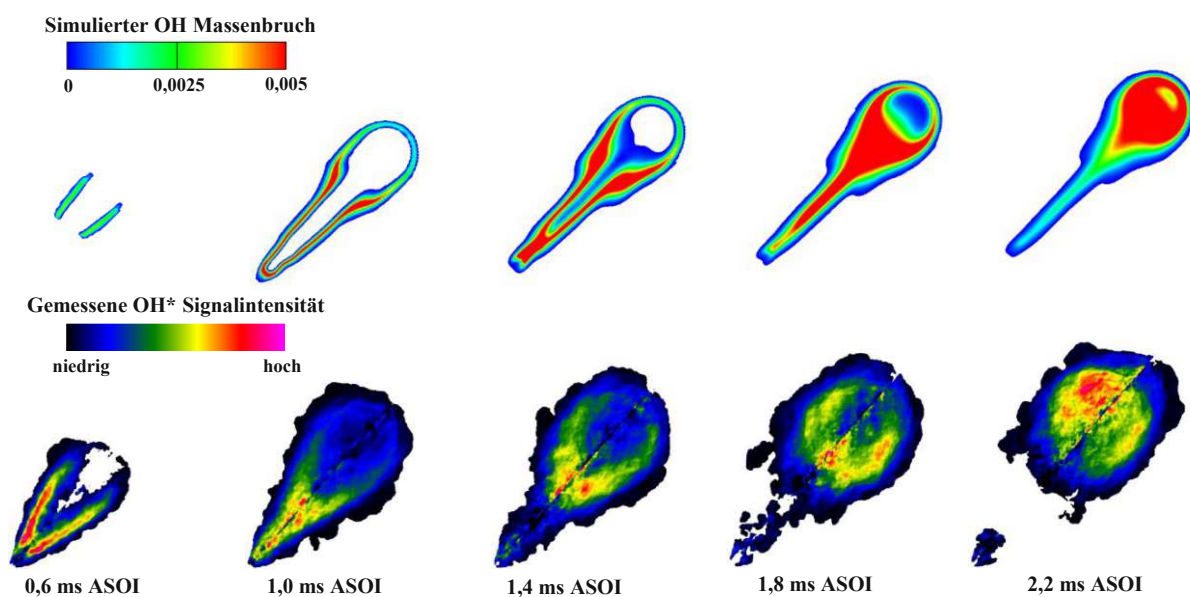 Simulierter OH Massenbruch
0 0,0025 0,005
Gemessene OH* Signalintensität
niedrig hoch
0,6 ms ASOI 1,0 ms ASOI 1,4 ms ASOI 1,8 ms ASOI 2,2 ms ASOI